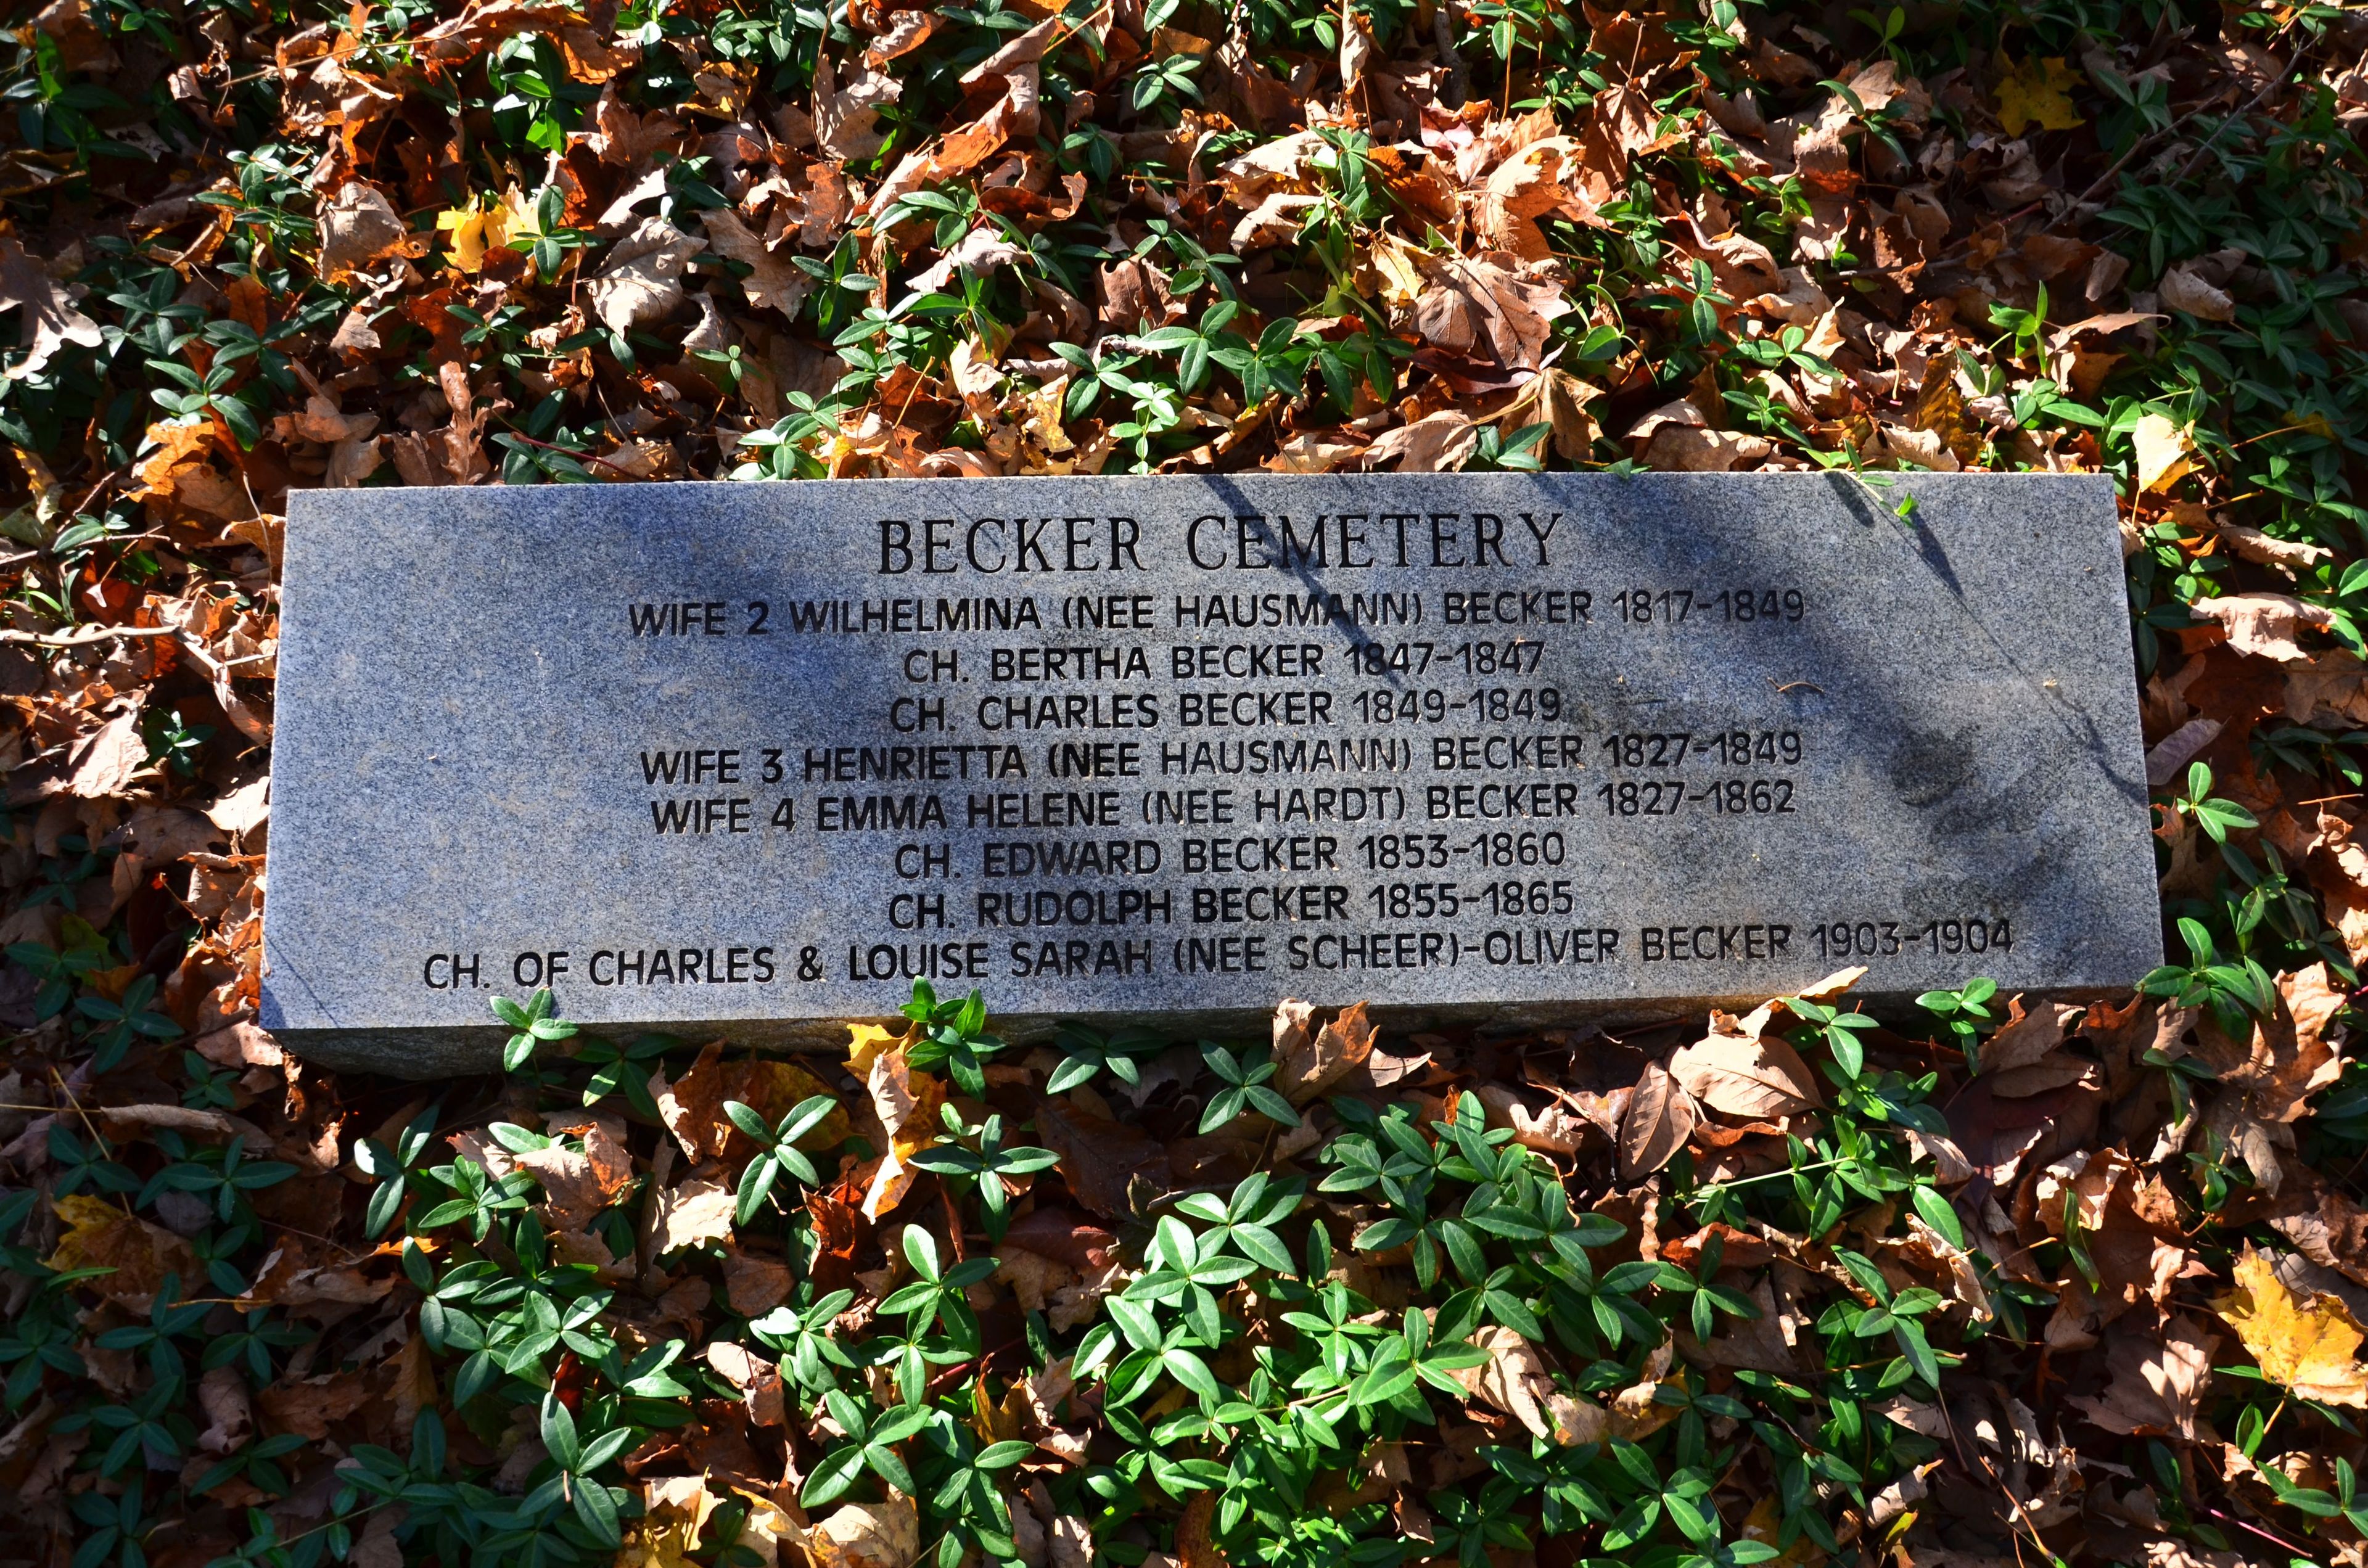 BECKER CEMETERY
WIFE 2 WILHELMINA (NEE HAUSMANN) BECKER 1817-1849
CH. BERTHA BECKER 1847-1847
CH. CHARLES BECKER 1849-1849
WIFE 3 HENRIETTA (NEE HAUSMANN) BECKER 1827-1849
WIFE 4 EMMA HELENE (NEE HARDT) BECKER 1827-1862
CH. EDWARD BECKER 1853-1860
CH. RUDOLPH BECKER 1855-1865
CH. OF CHARLES & LOUISE SARAH (NEE SCHEER)-OLIVER BECKER 1903-1904